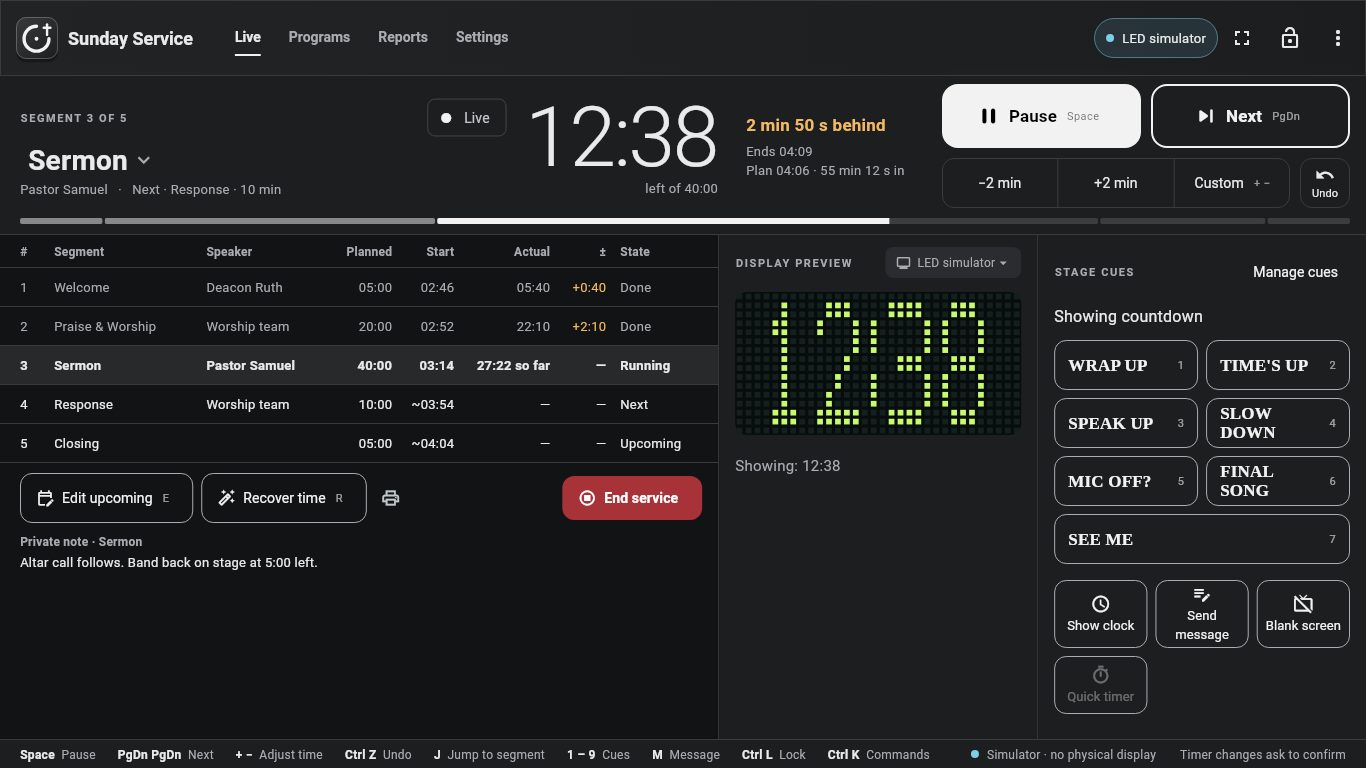 Sunday Service
Live
Programs
Reports
Settings
LED simulator
SEGMENT 3 OF 5
Sermon
Pastor Samuel · Next · Response · 10 min
Live
12:38
left of 40:00
2 min 50 s behind
Ends 04:09
Plan 04:06 · 55 min 12 s in
Pause Space
Next PgDn
−2 min
+2 min
Custom + −
Undo
# Segment Speaker Planned Start Actual ± State
1 Welcome Deacon Ruth 05:00 02:46 05:40 +0:40 Done
2 Praise & Worship Worship team 20:00 02:52 22:10 +2:10 Done
3 Sermon Pastor Samuel 40:00 03:14 27:22 so far — Running
4 Response Worship team 10:00 ~03:54 — — Next
5 Closing 05:00 ~04:04 — — Upcoming
Edit upcoming E
Recover time R
End service
Private note · Sermon
Altar call follows. Band back on stage at 5:00 left.
DISPLAY PREVIEW
LED simulator
12:38
Showing: 12:38
STAGE CUES
Manage cues
Showing countdown
WRAP UP 1
TIME'S UP 2
SPEAK UP 3
SLOW
DOWN 4
MIC OFF? 5
FINAL
SONG 6
SEE ME 7
Show clock
Send
message
Blank screen
Quick timer
Space Pause PgDn PgDn Next + − Adjust time Ctrl Z Undo J Jump to segment 1 – 9 Cues M Message Ctrl L Lock Ctrl K Commands
Simulator · no physical display
Timer changes ask to confirm